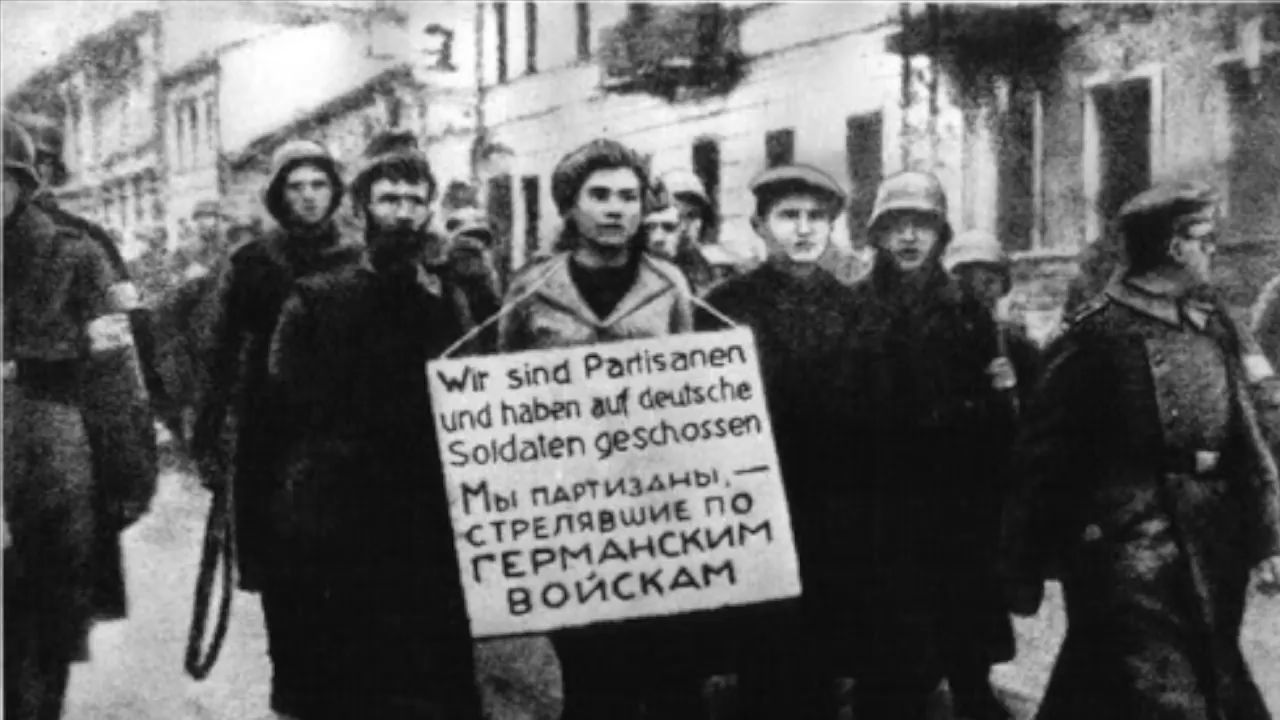 Wir sind Partisanen
und haben auf deutsche
Soldaten geschossen
Мы партизаны,—
стрелявшие по
германским
войскам